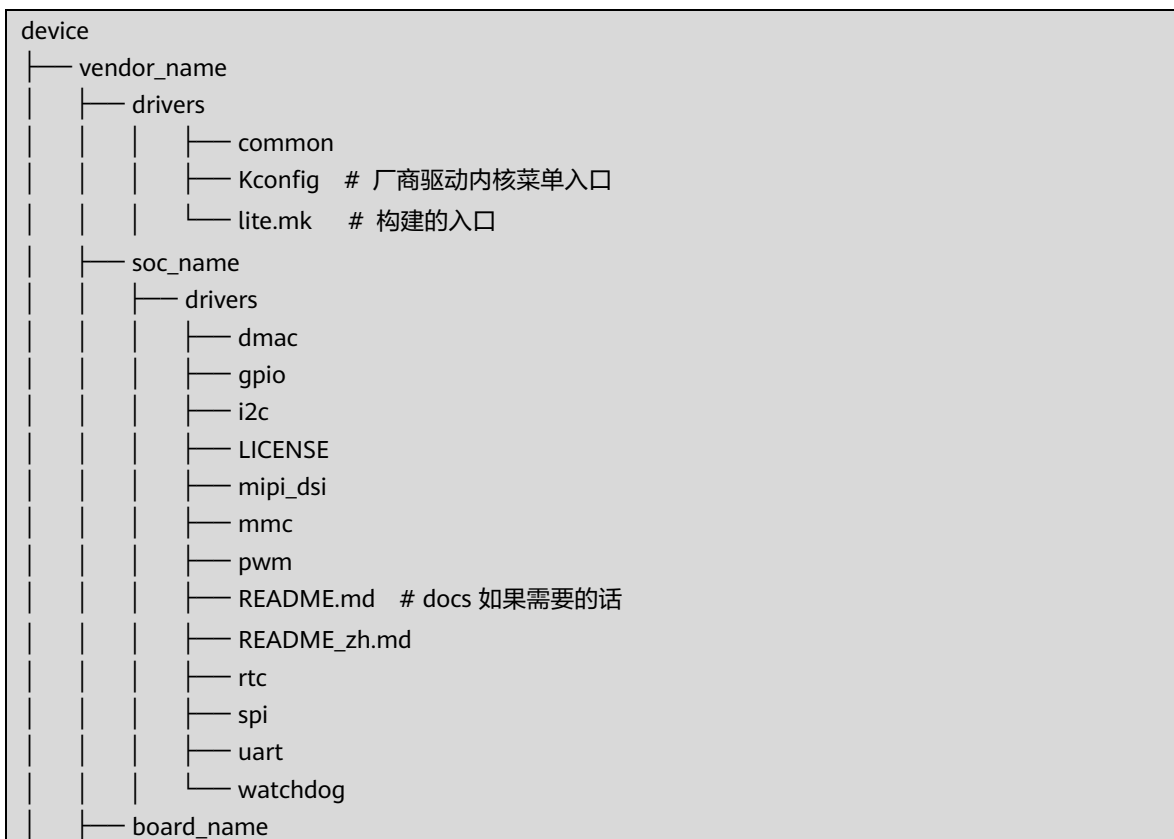 device
├── vendor_name
│ ├── drivers
│ │ │ ├── common
│ │ │ ├── Kconfig # 厂商驱动内核菜单入口
│ │ │ └── lite.mk # 构建的入口
│ ├── soc_name
│ │ ├── drivers
│ │ │ ├── dmac
│ │ │ ├── gpio
│ │ │ ├── i2c
│ │ │ ├── LICENSE
│ │ │ ├── mipi_dsi
│ │ │ ├── mmc
│ │ │ ├── pwm
│ │ │ ├── README.md # docs 如果需要的话
│ │ │ ├── README_zh.md
│ │ │ ├── rtc
│ │ │ ├── spi
│ │ │ ├── uart
│ │ │ └── watchdog
│ ├── board_name